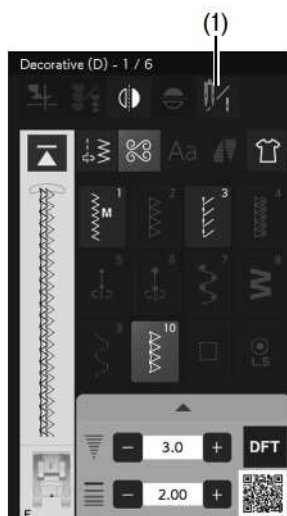 (1)
Decorative (D) - 1 / 6
Aa
M 1 2 3 4
5 6 7 8
9 10 L.S
3.0 DFT
2.00
F